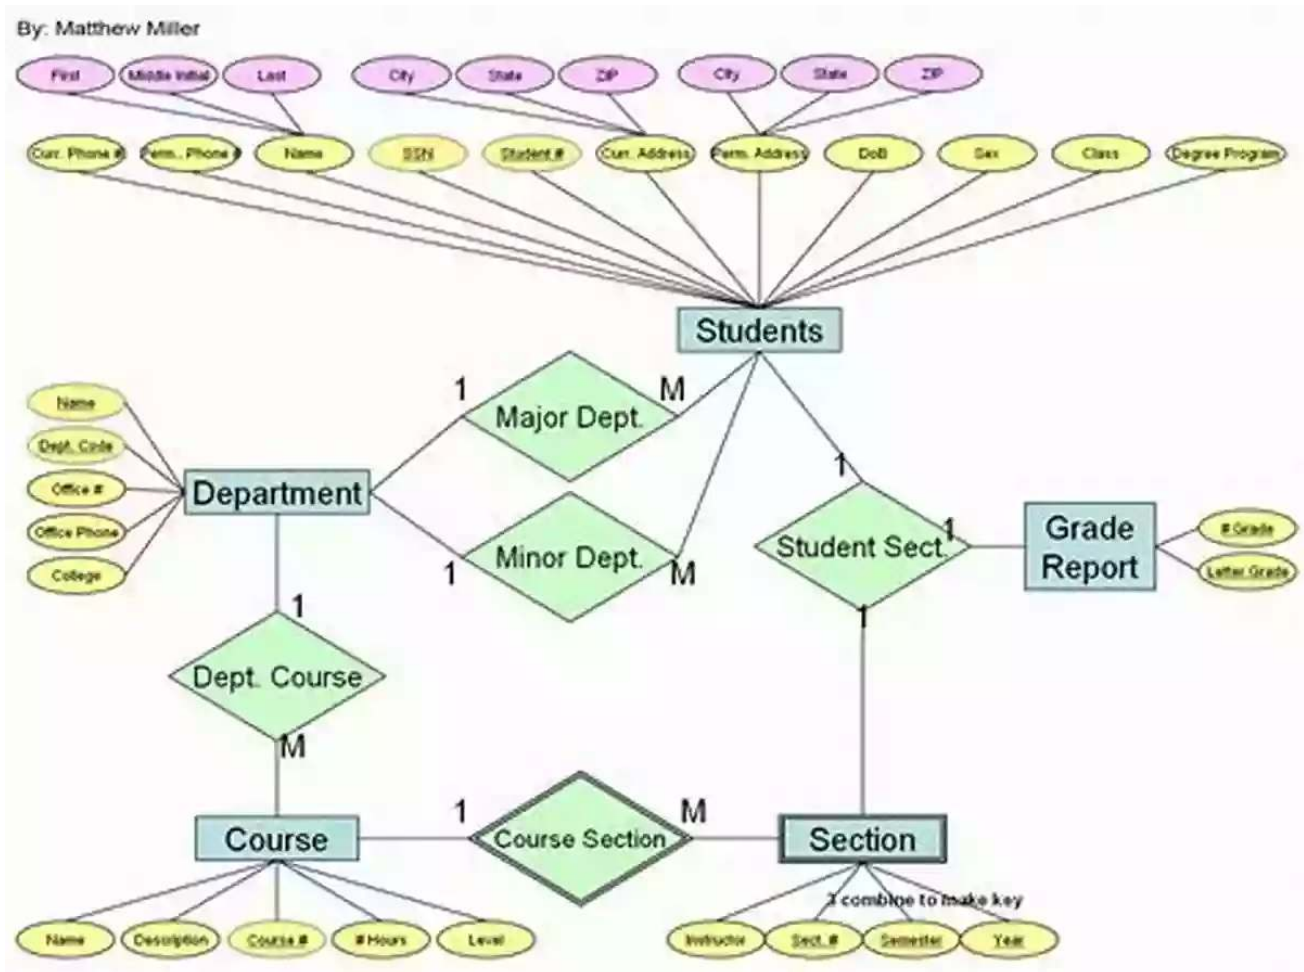 By: Matthew Miller
First
Middle Initial
Last
City
State
ZIP
City
State
ZIP
Curr. Phone #
Perm. Phone #
Name
SSN
Student #
Curr. Address
Perm. Address
DoB
Sex
Class
Degree Program
Students
1
Major Dept.
M
Name
Dept. Code
Office #
Office Phone
College
Department
1
Minor Dept.
M
1
Student Sect.
1
Grade
Report
# Grade
Letter Grade
1
1
Dept. Course
M
Course
1
Course Section
M
Section
3 combine to make key
Name
Description
Course #
# Hours
Level
Instructor
Sect. #
Semester
Year